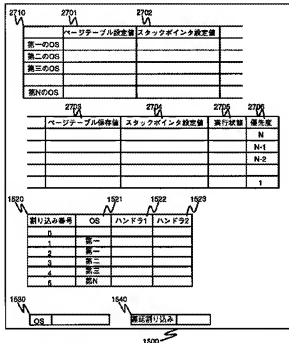 2710 2701 2702
ページテーブル設定値 スタックポインタ設定値
第一のOS
第二のOS
第三のOS
第NのOS
2703 2704 2705 2706
ページテーブル保存値 スタックポインタ設定値 実行状態 優先度
N
N-1
N-2
1
1520 1521 1522 1523
割り込み番号 OS ハンドラ1 ハンドラ2
0
1 第一
2 第一
3 第二
4 第三
5 第N
1530 1540
OS 遅延割り込み
1500